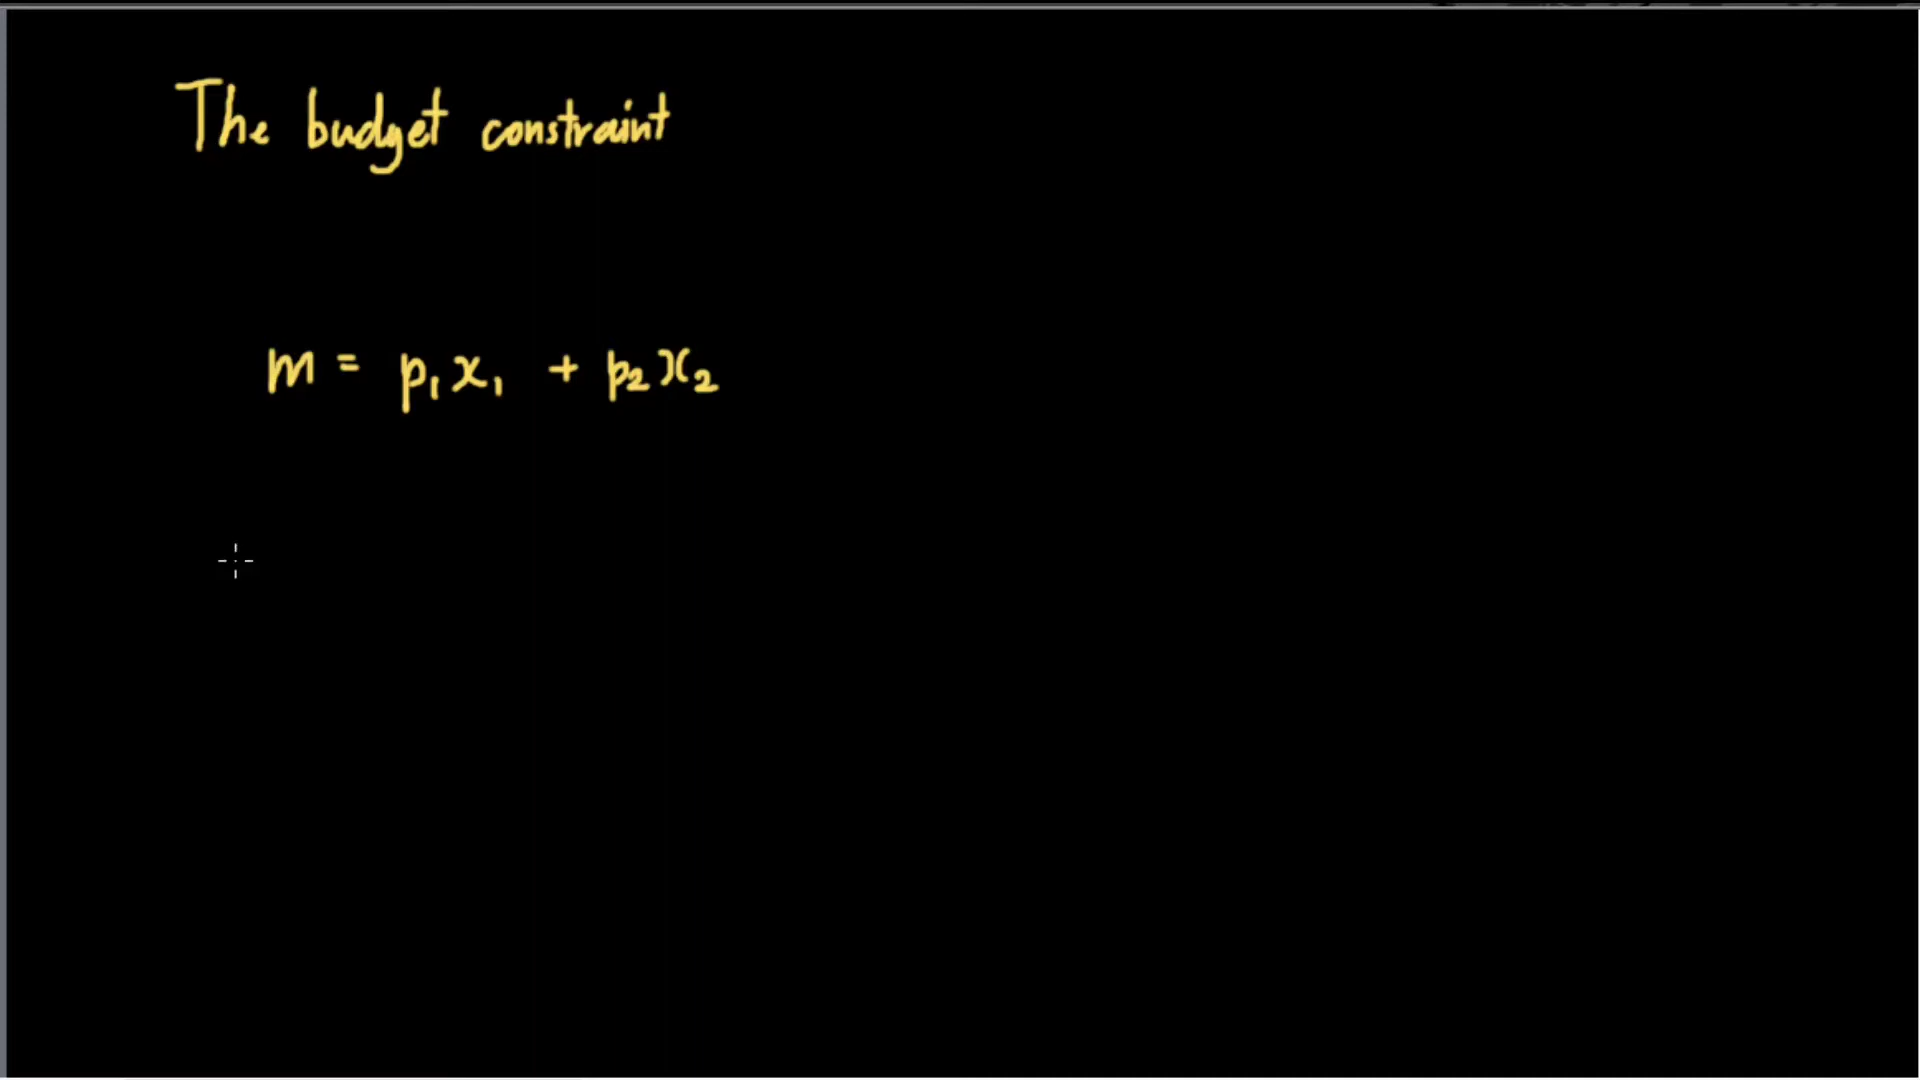 The budget constraint
m = p₁x₁ + p₂x₂